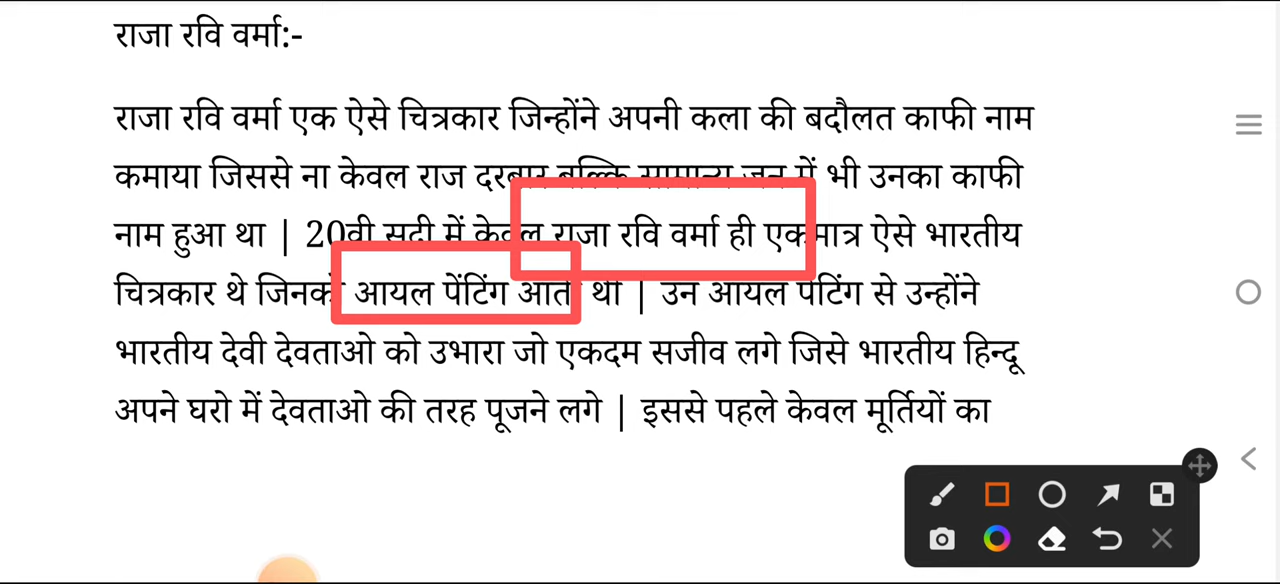 राजा रवि वर्मा:-
राजा रवि वर्मा एक ऐसे चित्रकार जिन्होंने अपनी कला की बदौलत काफी नाम
कमाया जिससे ना केवल राज दरबार बल्कि सामान्य जन में भी उनका काफी
नाम हुआ था | 20वी सदी में केवल राजा रवि वर्मा ही एकमात्र ऐसे भारतीय
चित्रकार थे जिनको आयल पेंटिंग आती थी | उन आयल पेंटिंग से उन्होंने
भारतीय देवी देवताओ को उभारा जो एकदम सजीव लगे जिसे भारतीय हिन्दू
अपने घरो में देवताओ की तरह पूजने लगे | इससे पहले केवल मूर्तियों का